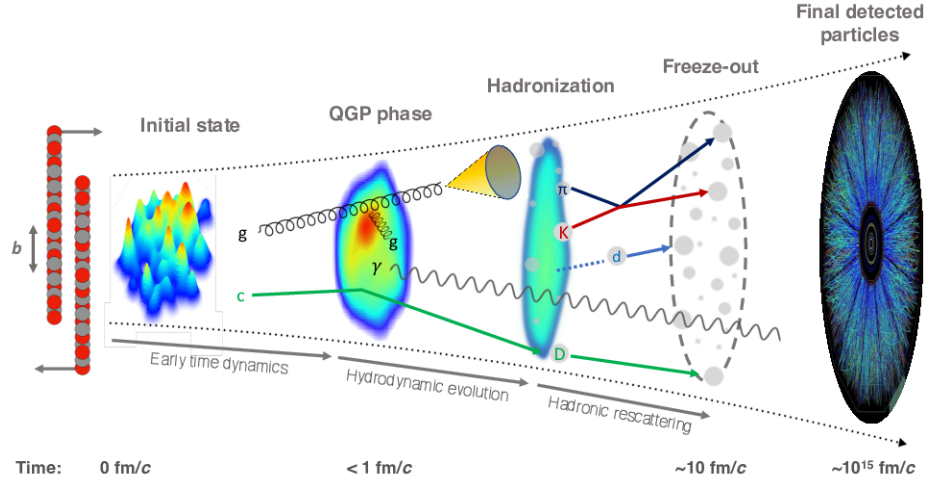 Final detected
particles
Freeze-out
Hadronization
QGP phase
Initial state
b
g
g
γ
c
π
K
d
D
Early time dynamics
Hydrodynamic evolution
Hadronic rescattering
Time: 0 fm/c < 1 fm/c ~10 fm/c ~10¹⁵ fm/c